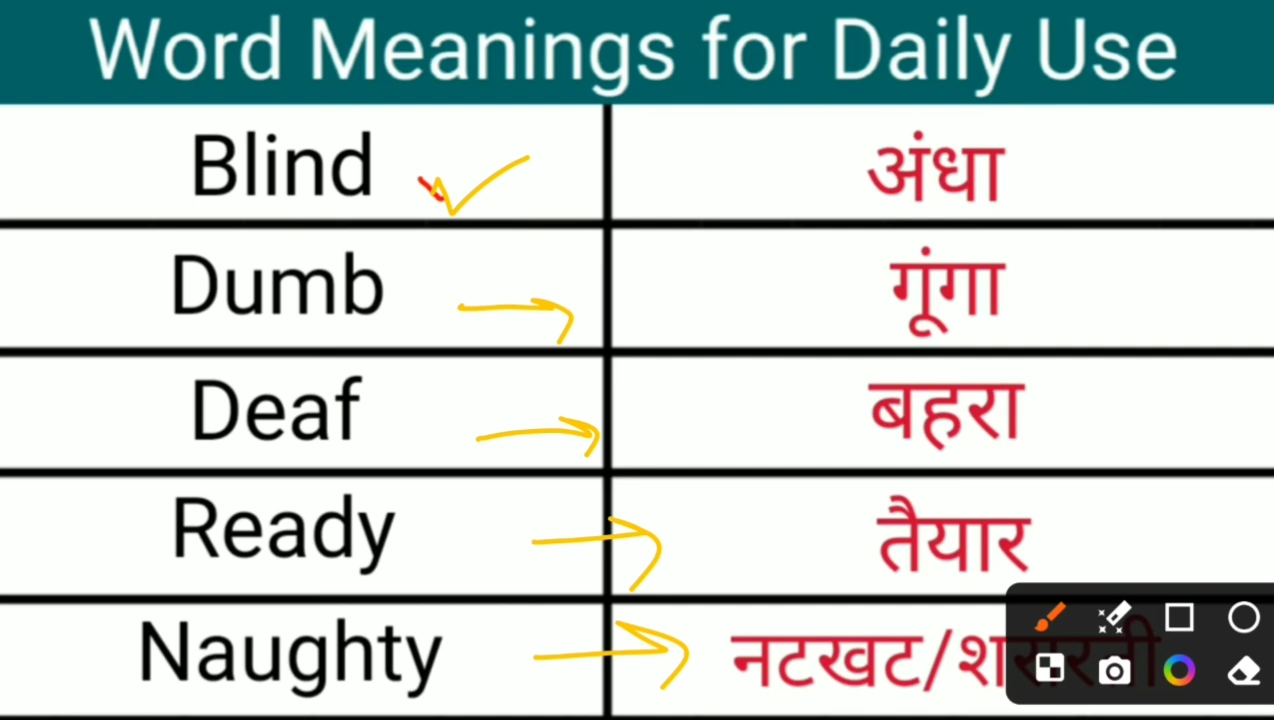 Word Meanings for Daily Use
Blind अंधा
Dumb गूंगा
Deaf बहरा
Ready तैयार
Naughty नटखट/